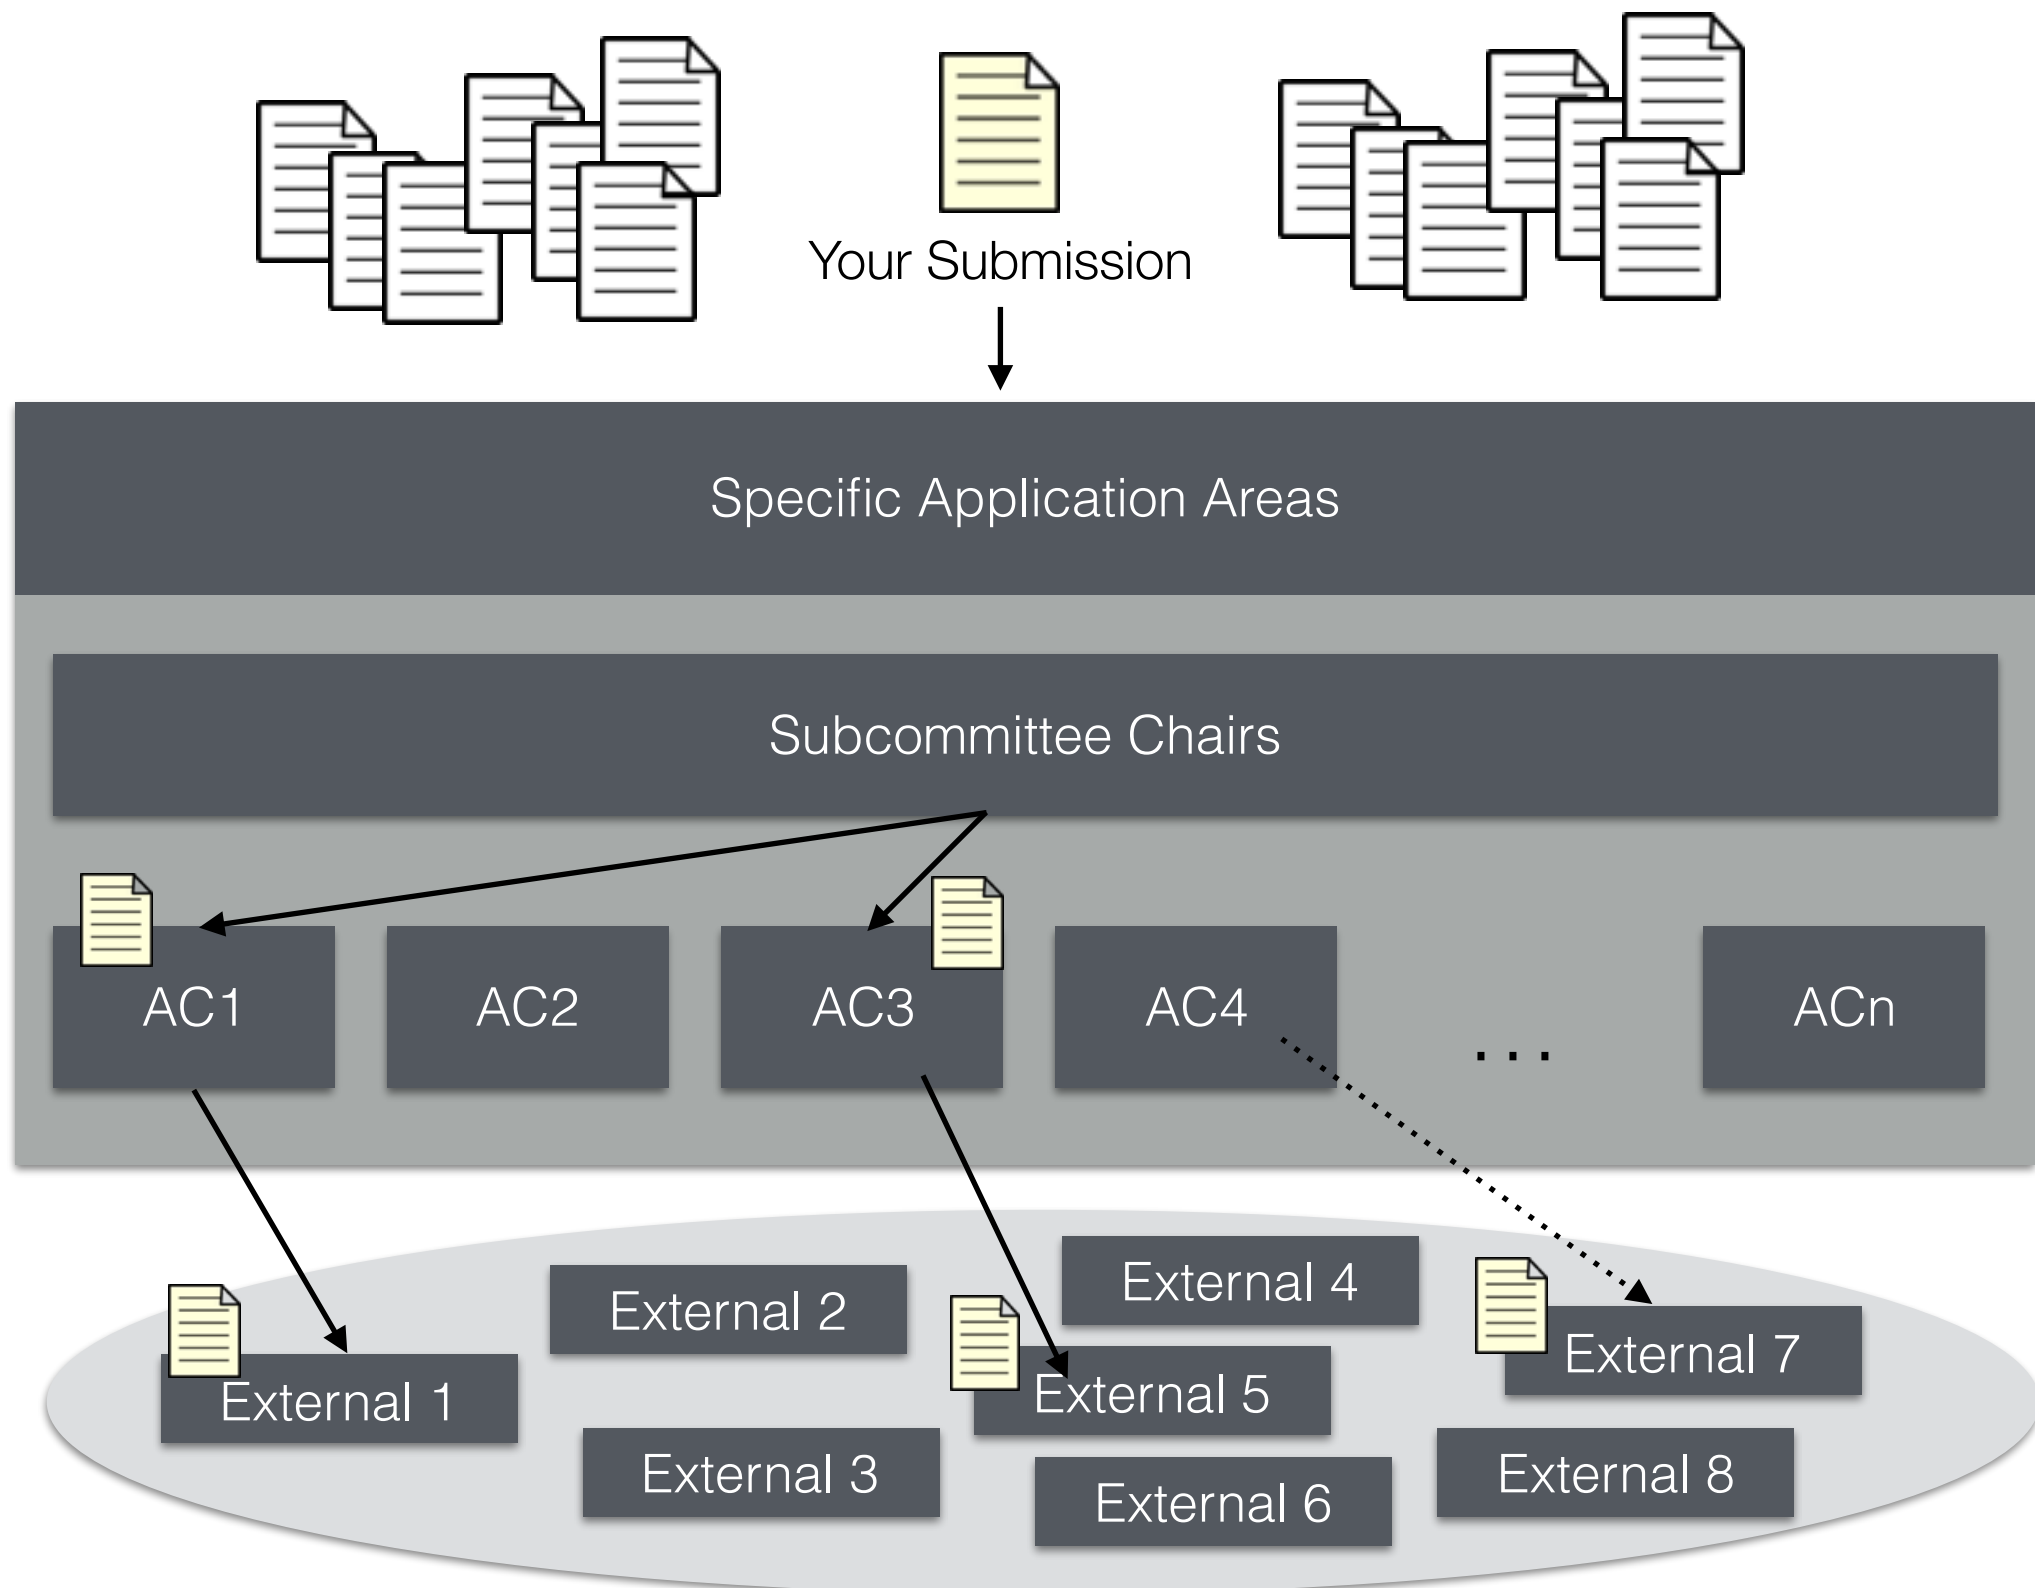 Your Submission
Specific Application Areas
Subcommittee Chairs
AC1
AC2
AC3
AC4
...
ACn
External 1
External 2
External 3
External 4
External 5
External 6
External 7
External 8